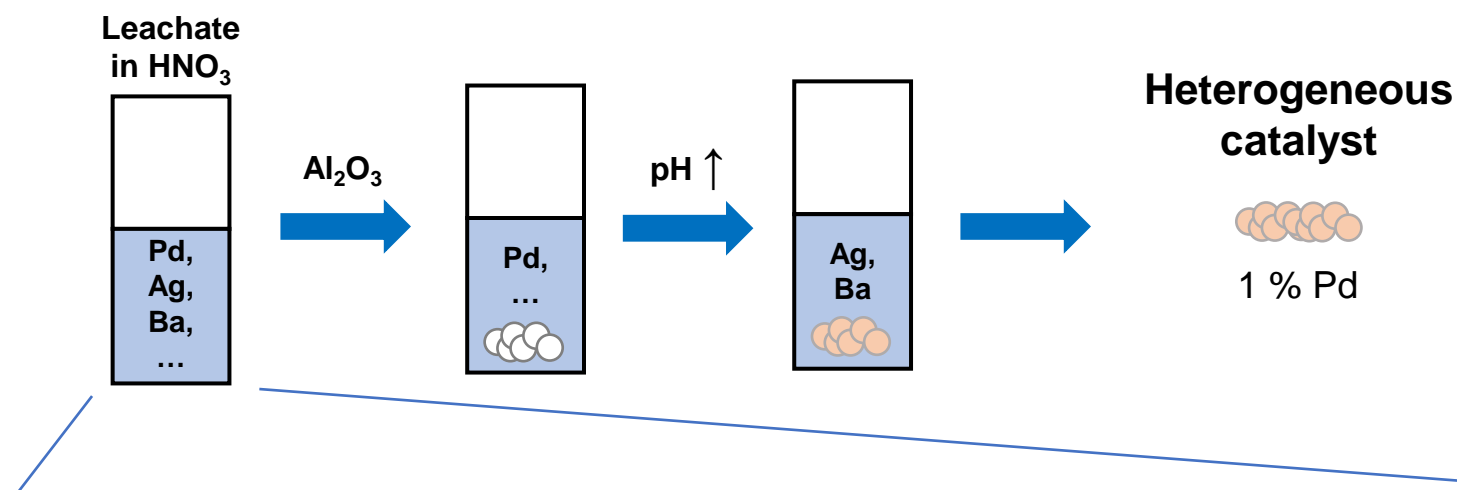 Leachate
in HNO₃
Pd,
Ag,
Ba,
…
Al₂O₃
Pd,
…
pH ↑
Ag,
Ba
Heterogeneous
catalyst
1 % Pd